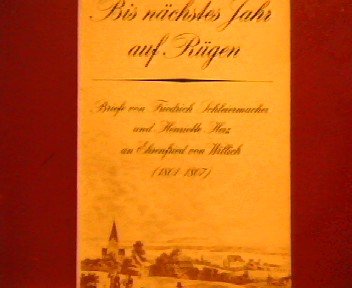 Bis nächstes Jahr
auf Rügen
Briefe von Friedrich Schleiermacher
und Henriette Herz
an Ehrenfried von Willich
(1801-1807)